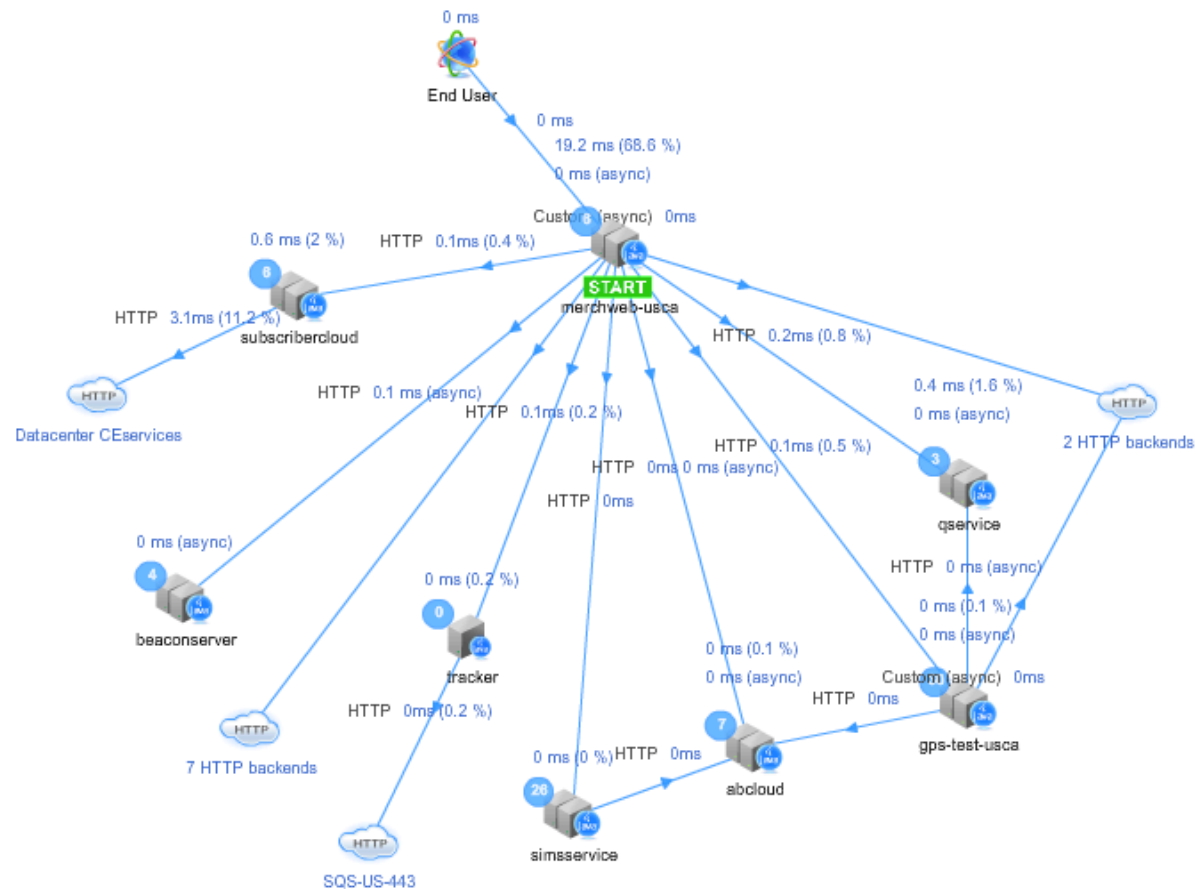 0 ms
End User
0 ms
19.2 ms (68.6 %)
0 ms (async)
Custom (async) 0ms
START
merchweb-usca
0.6 ms (2 %)
HTTP 0.1ms (0.4 %)
6
subscribercloud
HTTP 3.1ms (11.2 %)
HTTP
Datacenter CEservices
HTTP 0.2ms (0.8 %)
HTTP 0.1 ms (async)
HTTP 0.1ms (0.2 %)
0.4 ms (1.6 %)
0 ms (async)
HTTP
2 HTTP backends
HTTP 0.1ms (0.5 %)
HTTP 0ms 0 ms (async)
HTTP 0ms
3
qservice
0 ms (async)
4
beaconserver
HTTP 0 ms (async)
0 ms (0.2 %)
0
tracker
0 ms (0.1 %)
0 ms (async)
0 ms (0.1 %)
0 ms (async)
Custom (async) 0ms
HTTP 0ms
gps-test-usca
HTTP 0ms (0.2 %)
HTTP
7 HTTP backends
7
abcloud
0 ms (0 %)
HTTP 0ms
26
simsservice
HTTP
SQS-US-443